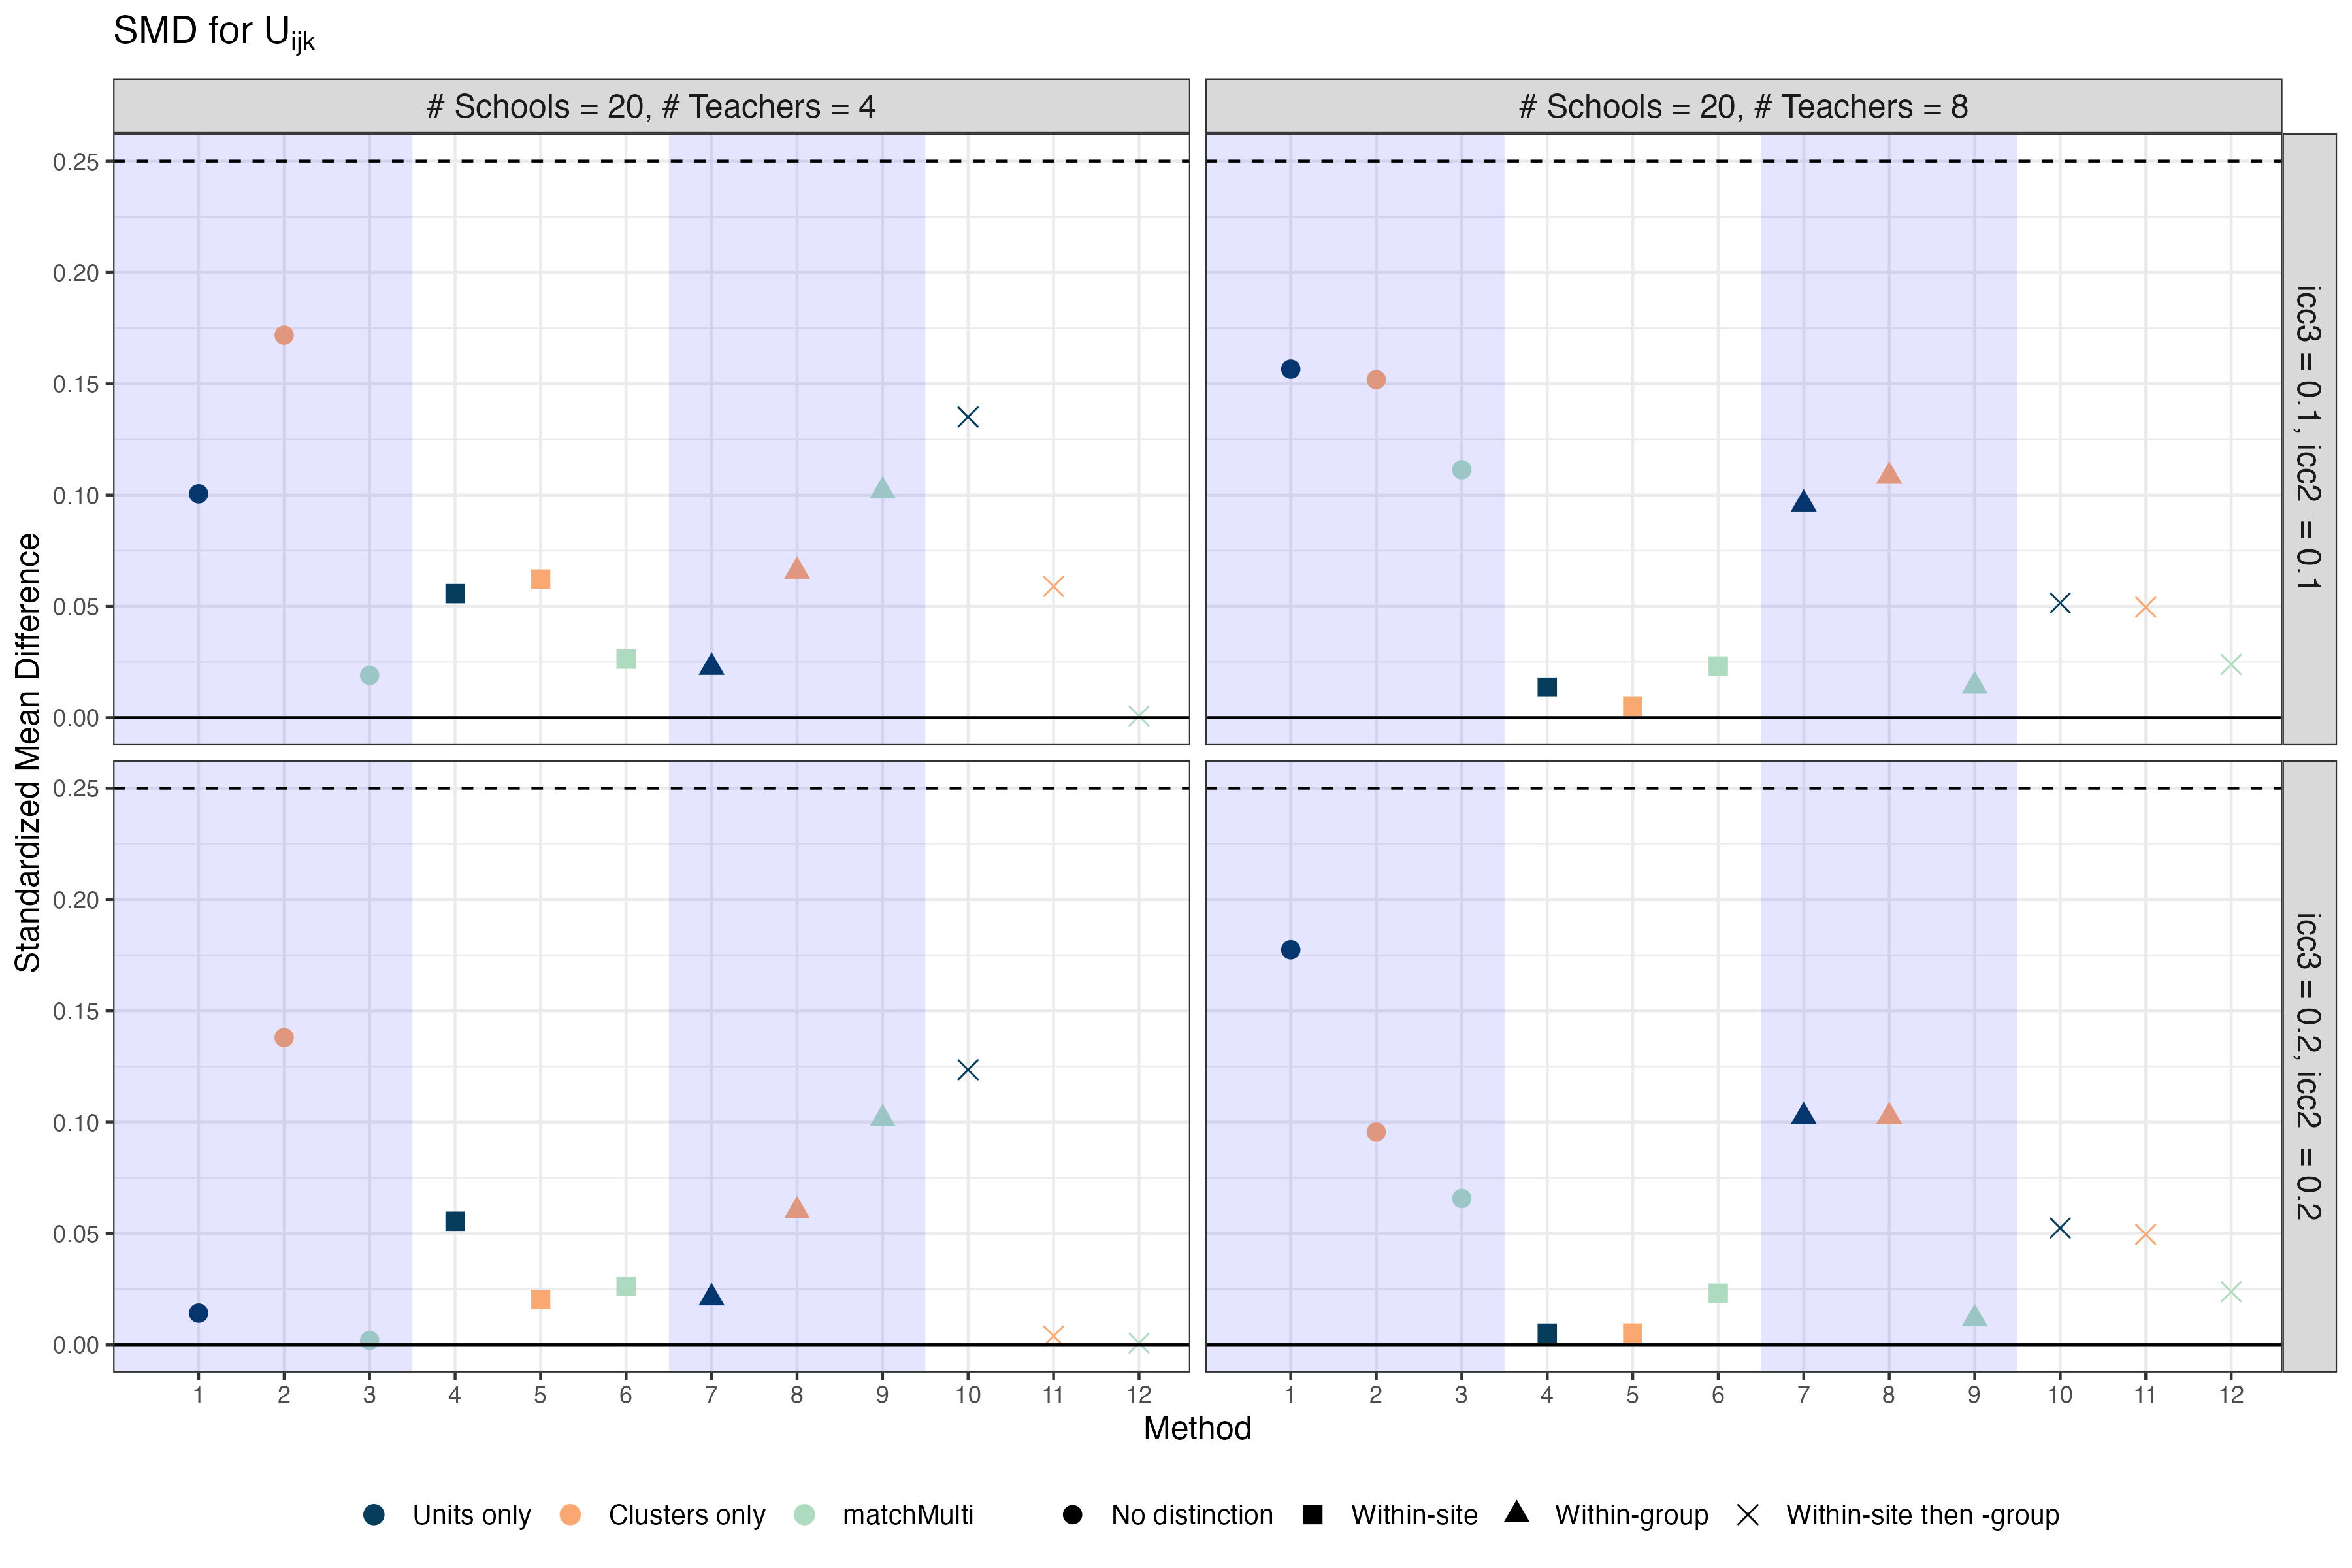 SMD for Uijk
# Schools = 20, # Teachers = 4
# Schools = 20, # Teachers = 8
0.25
0.20
0.15
0.10
0.05
0.00
icc3 = 0.1, icc2 = 0.1
Standardized Mean Difference
0.25
0.20
0.15
0.10
0.05
0.00
icc3 = 0.2, icc2 = 0.2
1 2 3 4 5 6 7 8 9 10 11 12
1 2 3 4 5 6 7 8 9 10 11 12
Method
Units only Clusters only matchMulti No distinction Within-site Within-group Within-site then -group